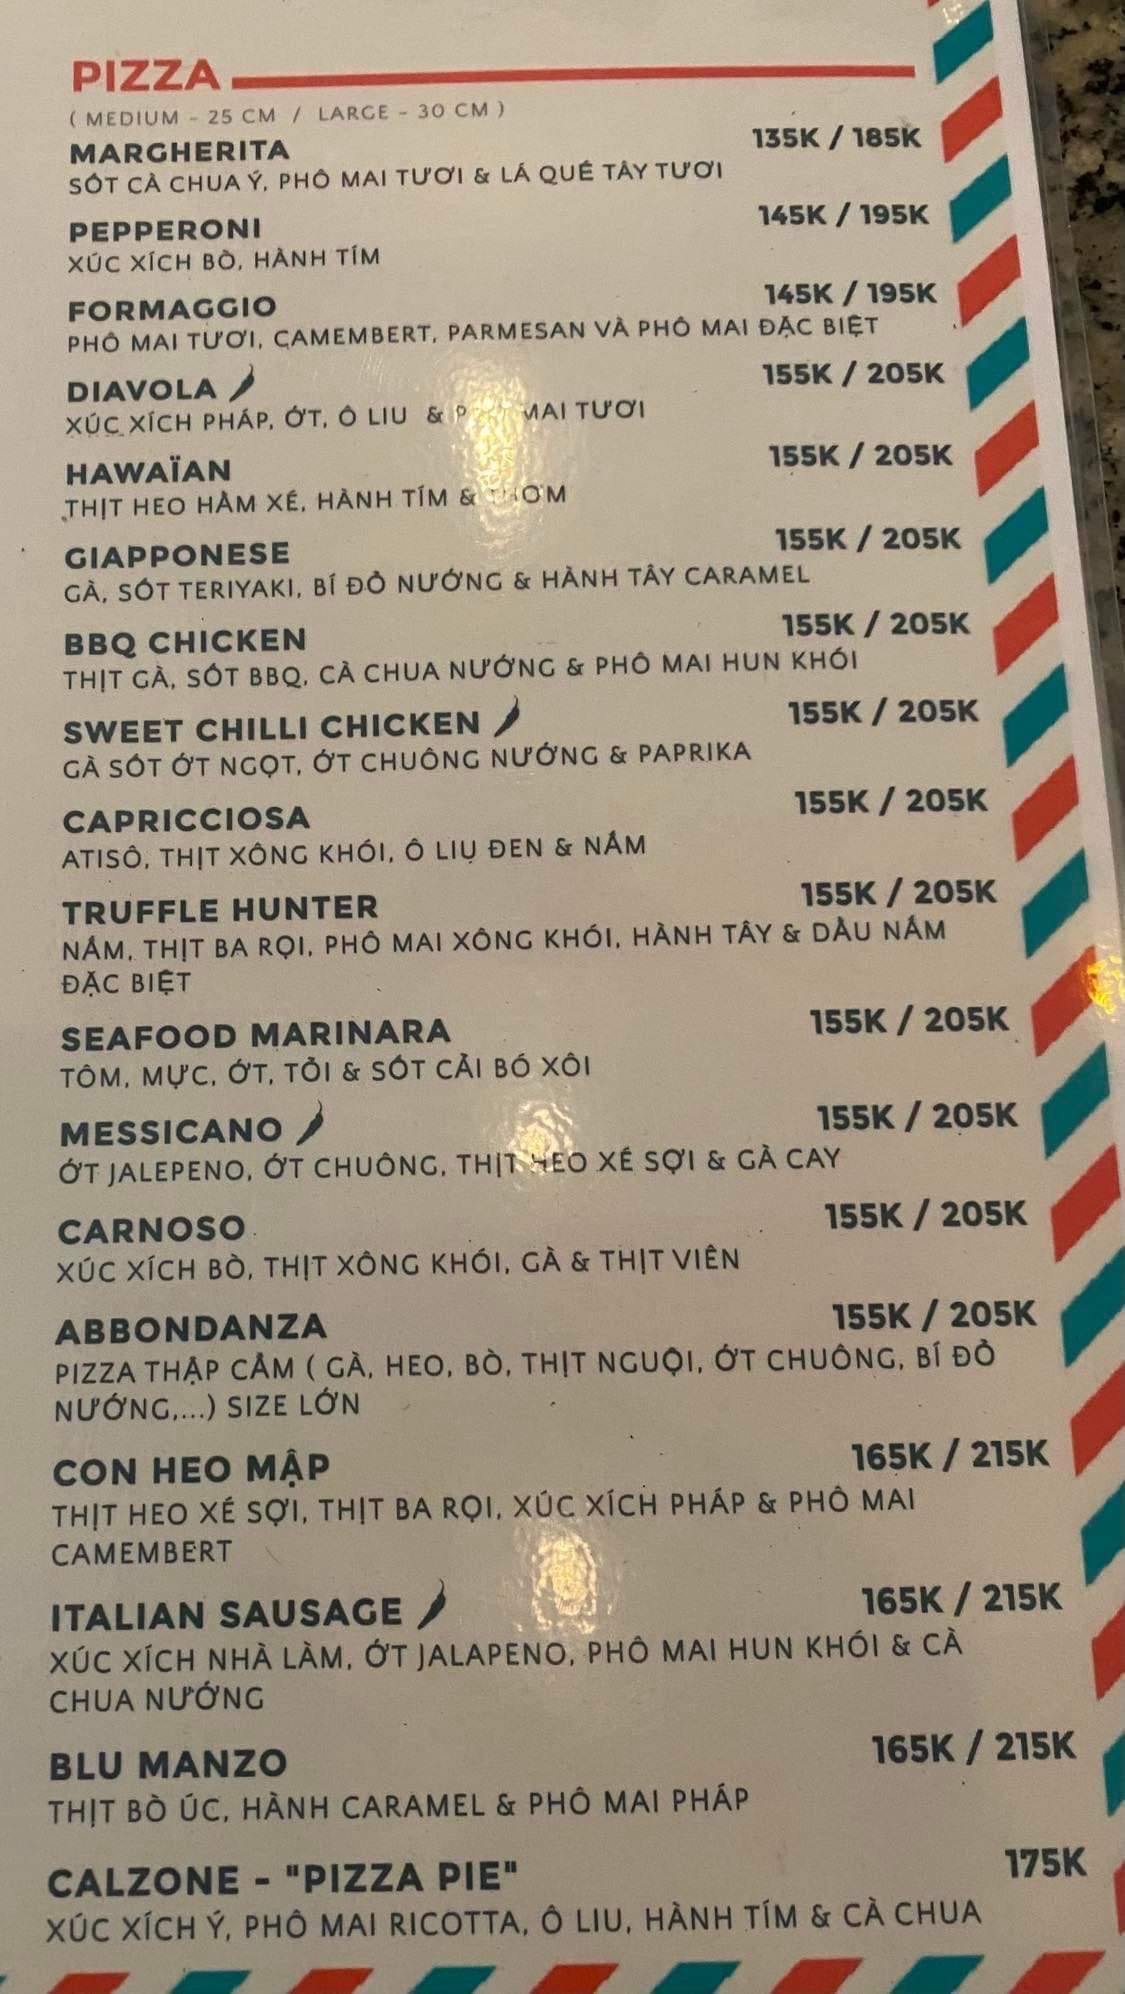 PIZZA
( MEDIUM - 25 CM / LARGE - 30 CM )
MARGHERITA 135K / 185K
SỐT CÀ CHUA Ý, PHÔ MAI TƯƠI & LÁ QUẾ TÂY TƯƠI
PEPPERONI 145K / 195K
XÚC XÍCH BÒ, HÀNH TÍM
FORMAGGIO 145K / 195K
PHÔ MAI TƯƠI, CAMEMBERT, PARMESAN VÀ PHÔ MAI ĐẶC BIỆT
DIAVOLA 155K / 205K
XÚC XÍCH PHÁP, ỚT, Ô LIU & MAI TƯƠI
HAWAÏAN 155K / 205K
THỊT HEO HẦM XÉ, HÀNH TÍM &
GIAPPONESE 155K / 205K
GÀ, SỐT TERIYAKI, BÍ ĐỎ NƯỚNG & HÀNH TÂY CARAMEL
BBQ CHICKEN 155K / 205K
THỊT GÀ, SỐT BBQ, CÀ CHUA NƯỚNG & PHÔ MAI HUN KHÓI
SWEET CHILLI CHICKEN 155K / 205K
GÀ SỐT ỚT NGỌT, ỚT CHUÔNG NƯỚNG & PAPRIKA
CAPRICCIOSA 155K / 205K
ATISÔ, THỊT XÔNG KHÓI, Ô LIU ĐEN & NẤM
TRUFFLE HUNTER 155K / 205K
NẤM, THỊT BA RỌI, PHÔ MAI XÔNG KHÓI, HÀNH TÂY & DẦU NẤM
ĐẶC BIỆT
SEAFOOD MARINARA 155K / 205K
TÔM, MỰC, ỚT, TỎI & SỐT CẢI BÓ XÔI
MESSICANO 155K / 205K
ỚT JALEPENO, ỚT CHUÔNG, THỊT HEO XÉ SỢI & GÀ CAY
CARNOSO 155K / 205K
XÚC XÍCH BÒ, THỊT XÔNG KHÓI, GÀ & THỊT VIÊN
ABBONDANZA 155K / 205K
PIZZA THẬP CẨM ( GÀ, HEO, BÒ, THỊT NGUỘI, ỚT CHUÔNG, BÍ ĐỎ
NƯỚNG,...) SIZE LỚN
CON HEO MẬP 165K / 215K
THỊT HEO XÉ SỢI, THỊT BA RỌI, XÚC XÍCH PHÁP & PHÔ MAI
CAMEMBERT
ITALIAN SAUSAGE 165K / 215K
XÚC XÍCH NHÀ LÀM, ỚT JALAPENO, PHÔ MAI HUN KHÓI & CÀ
CHUA NƯỚNG
BLU MANZO 165K / 215K
THỊT BÒ ÚC, HÀNH CARAMEL & PHÔ MAI PHÁP
CALZONE - "PIZZA PIE" 175K
XÚC XÍCH Ý, PHÔ MAI RICOTTA, Ô LIU, HÀNH TÍM & CÀ CHUA